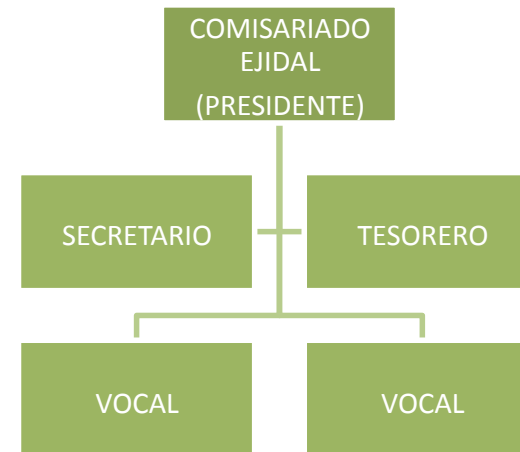 COMISARIADO
EJIDAL
(PRESIDENTE)
SECRETARIO
TESORERO
VOCAL
VOCAL